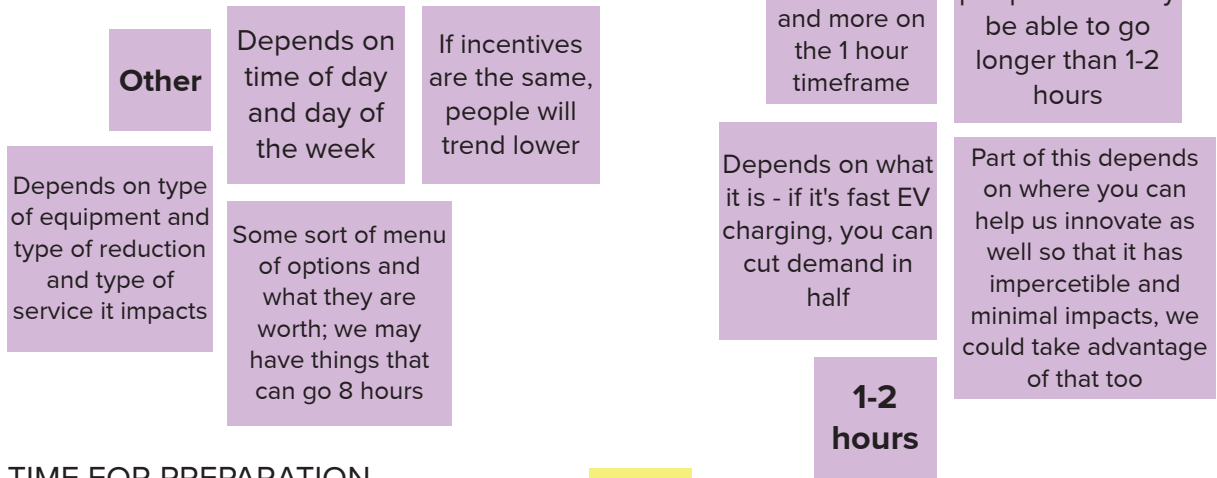 Other
Depends on
time of day
and day of
the week
If incentives
are the same,
people will
trend lower
Depends on type
of equipment and
type of reduction
and type of
service it impacts
Some sort of menu
of options and
what they are
worth; we may
have things that
can go 8 hours
and more on
the 1 hour
timeframe
be able to go
longer than 1-2
hours
Depends on what
it is - if it's fast EV
charging, you can
cut demand in
half
Part of this depends
on where you can
help us innovate as
well so that it has
impercetible and
minimal impacts, we
could take advantage
of that too
1-2
hours
TIME FOR PREPARATION